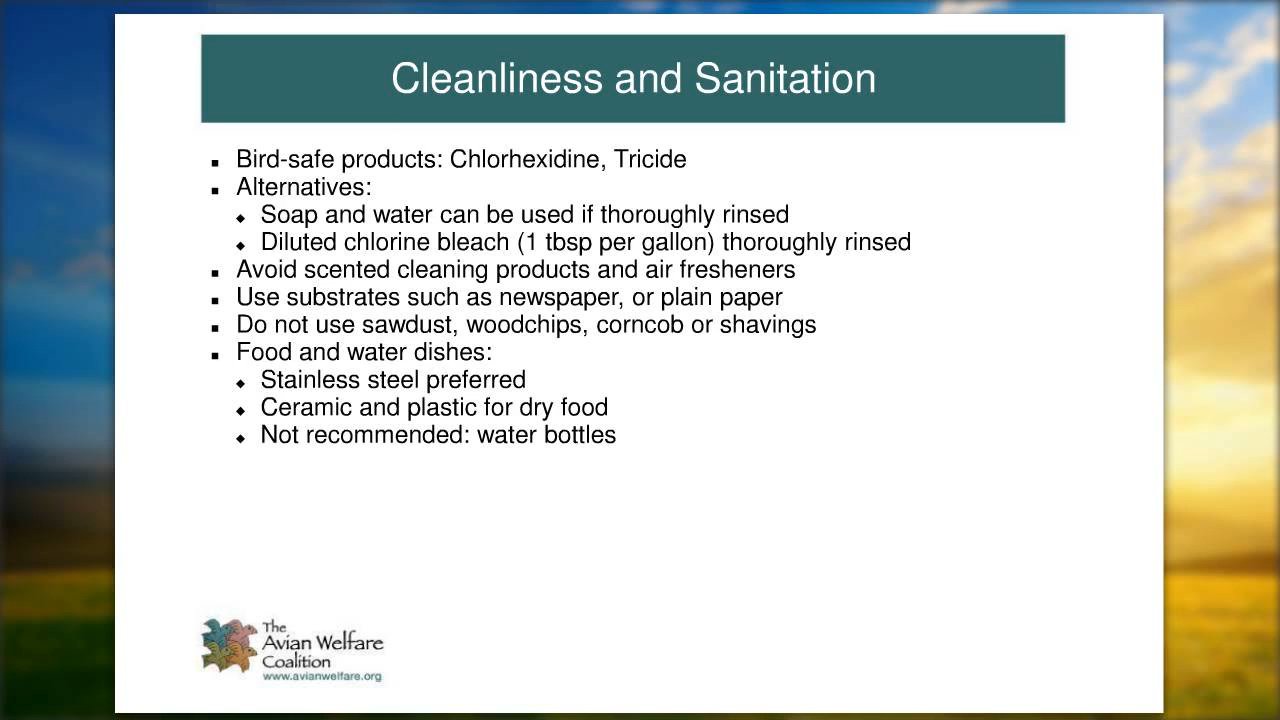 Cleanliness and Sanitation
Bird-safe products: Chlorhexidine, Tricide
Alternatives:
Soap and water can be used if thoroughly rinsed
Diluted chlorine bleach (1 tbsp per gallon) thoroughly rinsed
Avoid scented cleaning products and air fresheners
Use substrates such as newspaper, or plain paper
Do not use sawdust, woodchips, corncob or shavings
Food and water dishes:
Stainless steel preferred
Ceramic and plastic for dry food
Not recommended: water bottles
The
Avian Welfare
Coalition
www.avianwelfare.org